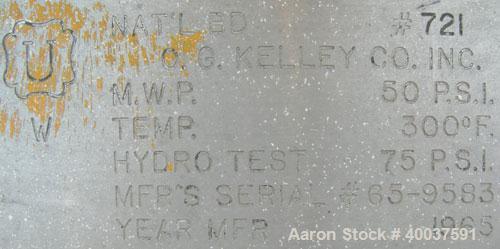 NAT'L BD # 721
U C. G. KELLEY CO. INC.
M.W.P. 50 P.S.I.
W TEMP. 300°F.
HYDRO TEST 75 P.S.I.
MFR'S SERIAL # 65-9583
YEAR MFR 1965
Aaron Stock # 40037591